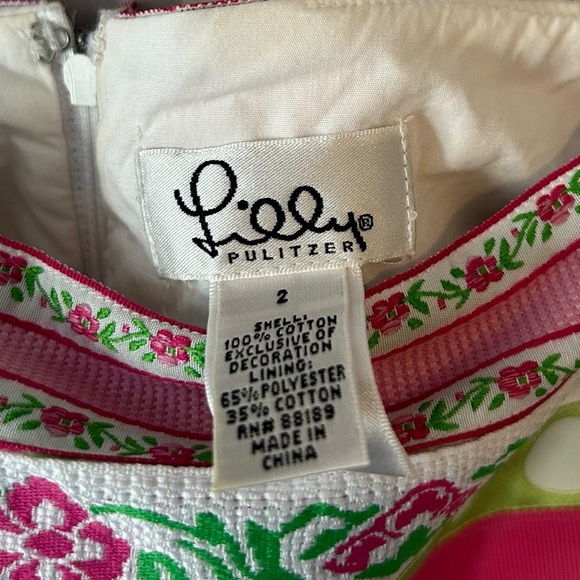 Lilly®
PULITZER
2
SHELL:
100% COTTON
EXCLUSIVE OF
DECORATION
LINING:
65% POLYESTER
35% COTTON
RN# 88189
MADE IN
CHINA